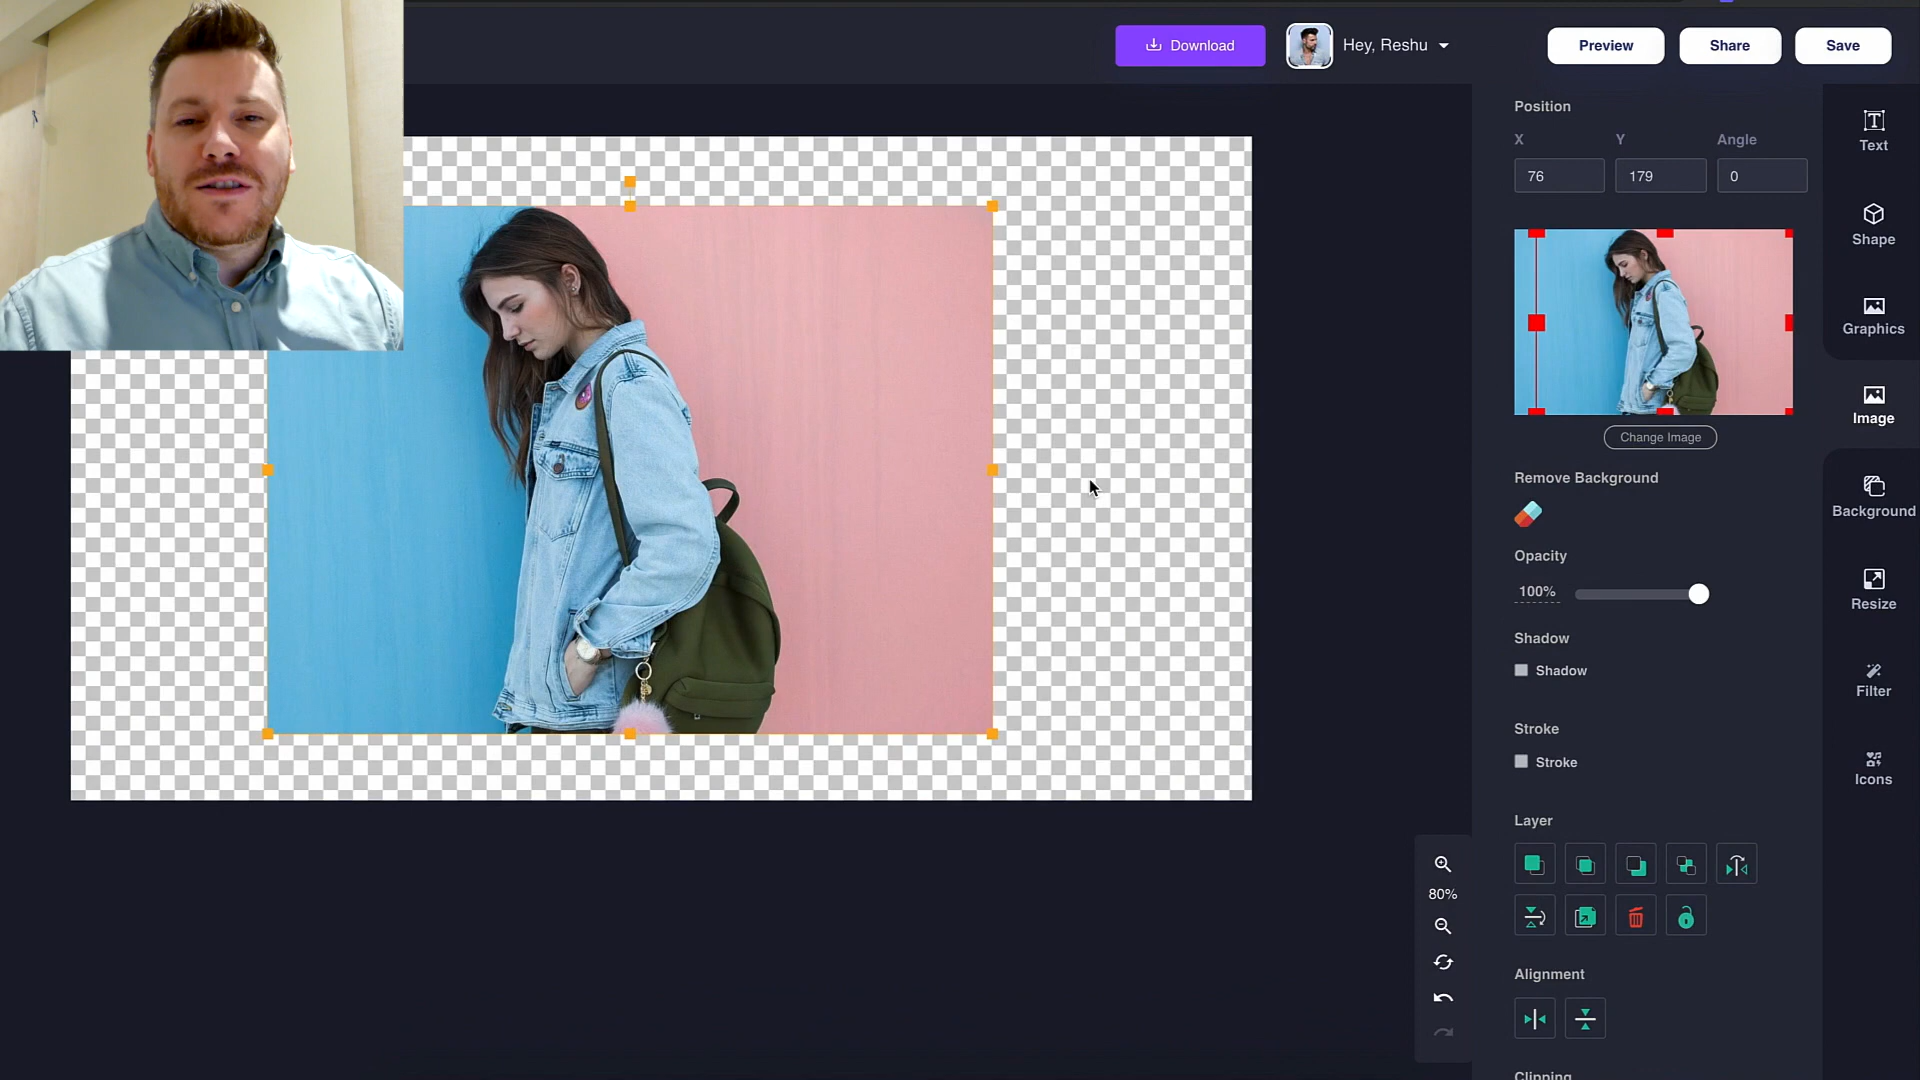 Download
Hey, Reshu
Preview
Share
Save
Position
X
Y
Angle
76
179
0
Change Image
Remove Background
Opacity
100%
Shadow
Shadow
Stroke
Stroke
Layer
Alignment
Clipping
80%
Text
Shape
Graphics
Image
Background
Resize
Filter
Icons